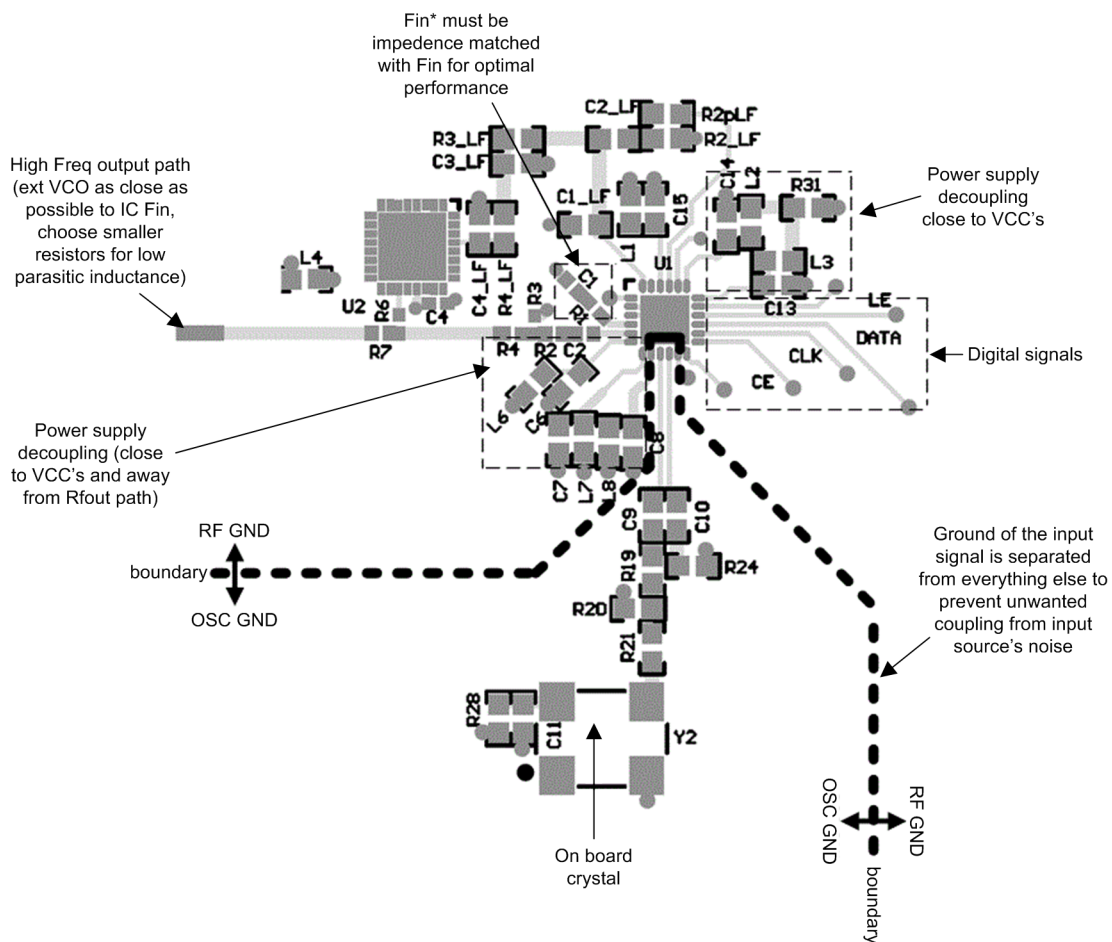 Fin* must be
impedence matched
with Fin for optimal
performance
High Freq output path
(ext VCO as close as
possible to IC Fin,
choose smaller
resistors for low
parasitic inductance)
Power supply
decoupling
close to VCC's
Digital signals
Power supply
decoupling (close
to VCC's and away
from Rfout path)
RF GND
boundary
OSC GND
Ground of the input
signal is separated
from everything else to
prevent unwanted
coupling from input
source's noise
On board
crystal
OSC GND
RF GND
boundary
C2_LF
R2pLF
R2_LF
R3_LF
C3_LF
C1_LF
C15
L1
C14
L2
R31
L3
C13
U1
L4
U2
C4_LF
R4_LF
R6
C4
R7
R3
C1
R4
R2
C2
LE
DATA
CLK
CE
L6
C6
C7
L7
L8
C8
C9
C10
R19
R24
R20
R21
R28
C11
Y2